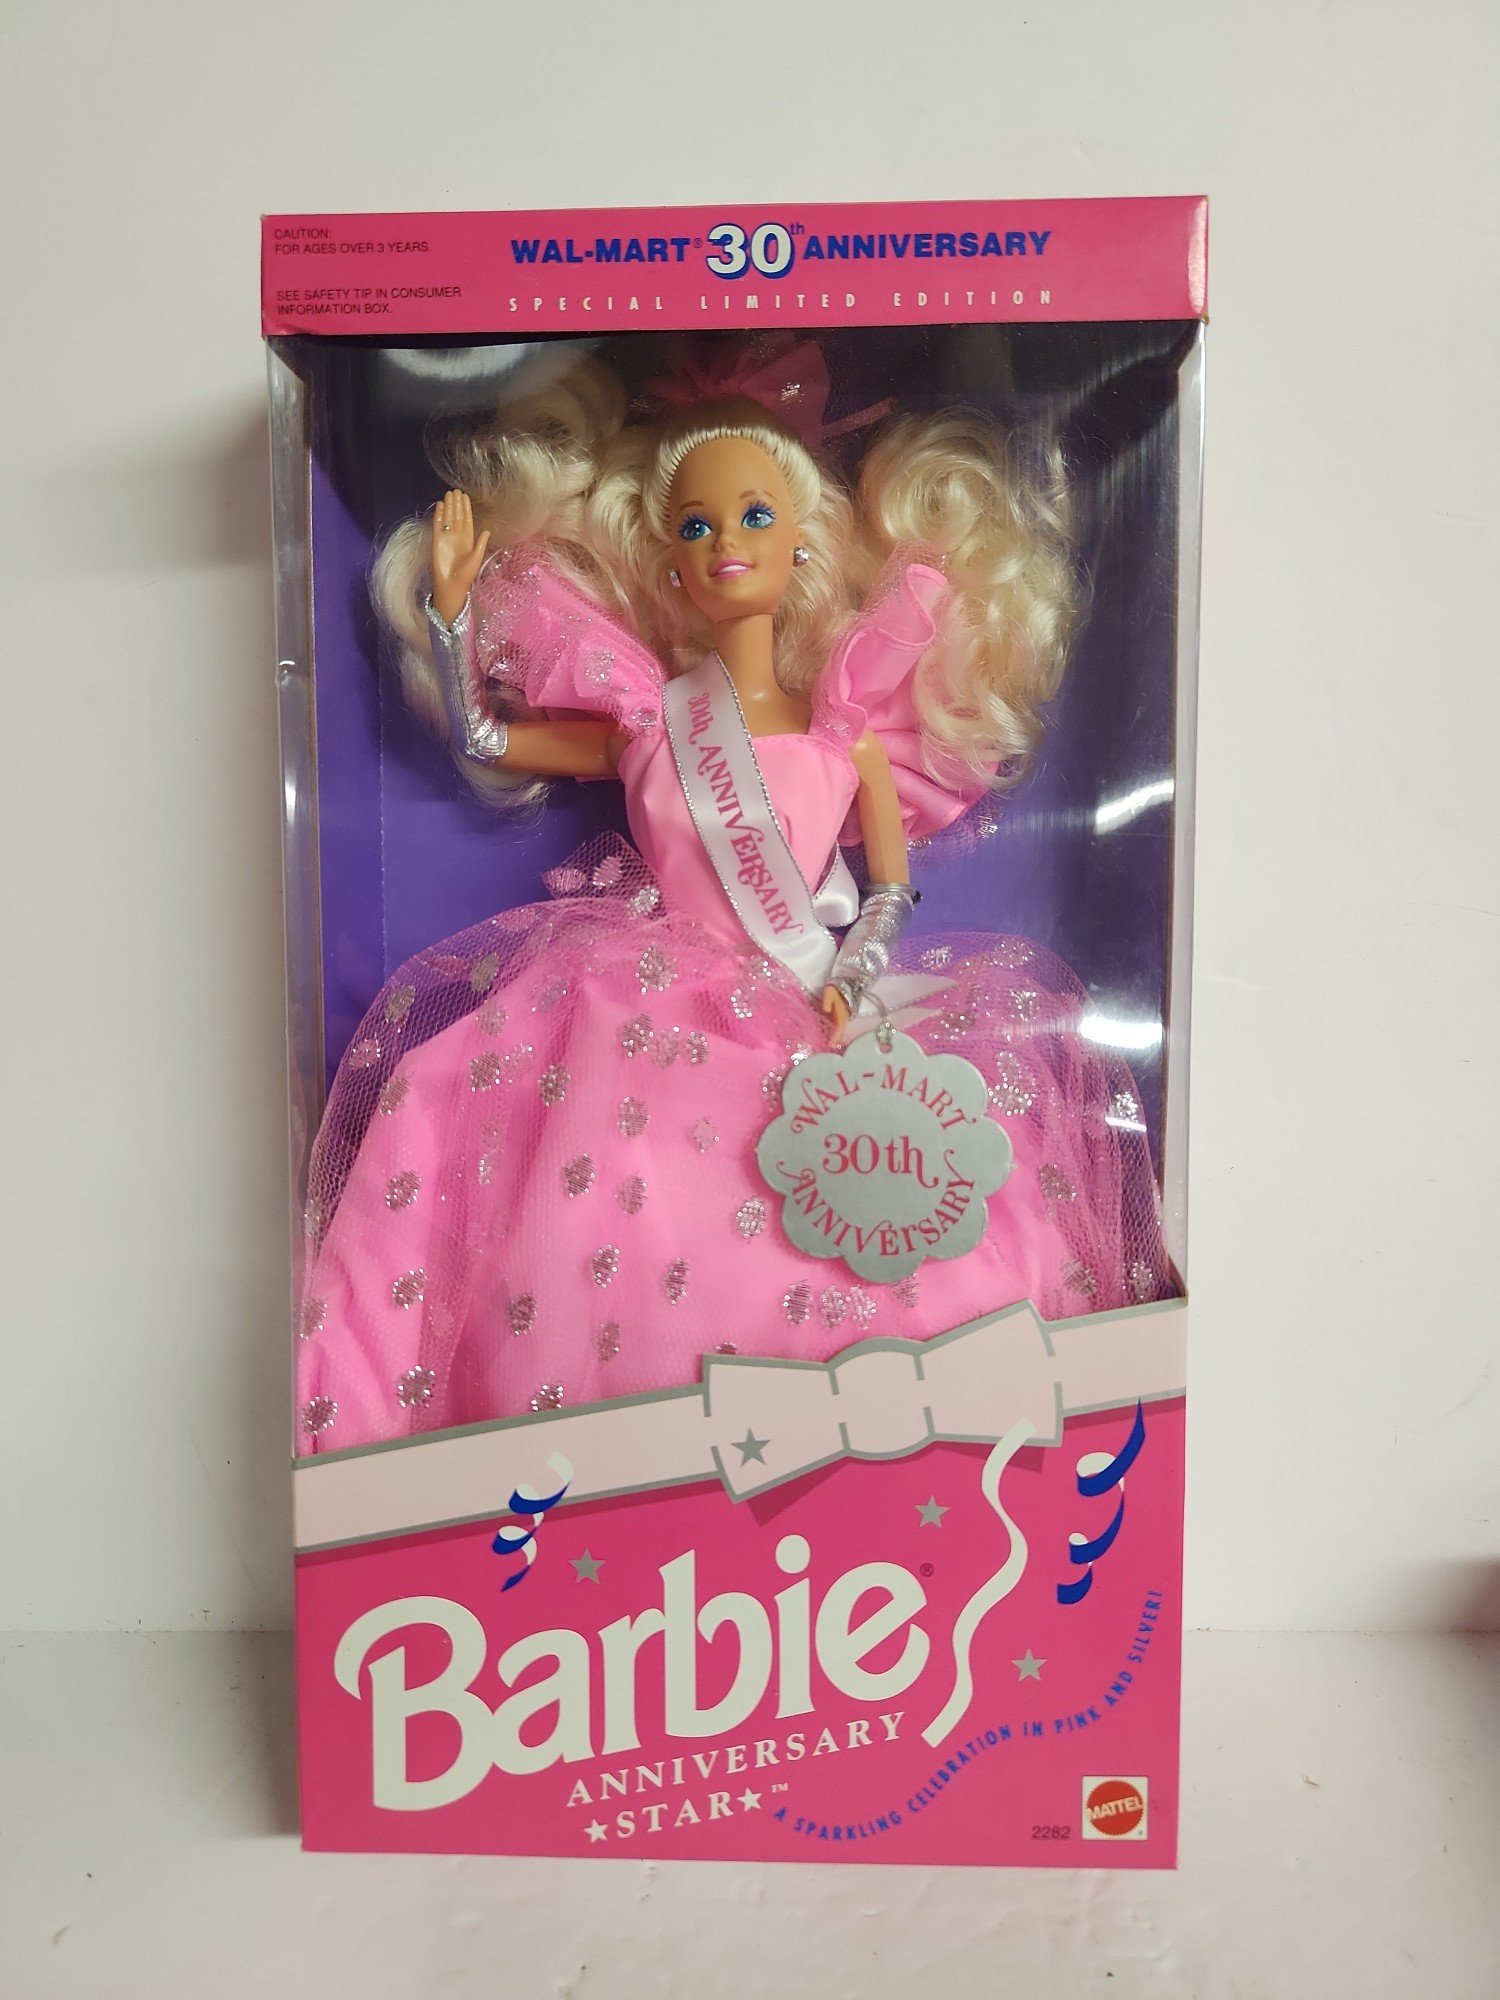 CAUTION:
FOR AGES OVER 3 YEARS.
SEE SAFETY TIP IN CONSUMER
INFORMATION BOX.
WAL-MART® 30th ANNIVERSARY
SPECIAL LIMITED EDITION
30th ANNIVERSARY
WAL-MART
30th
ANNIVErSARY
Barbie®
ANNIVERSARY
★STAR★™
A SPARKLING CELEBRATION IN PINK AND SILVER!
2282
MATTEL